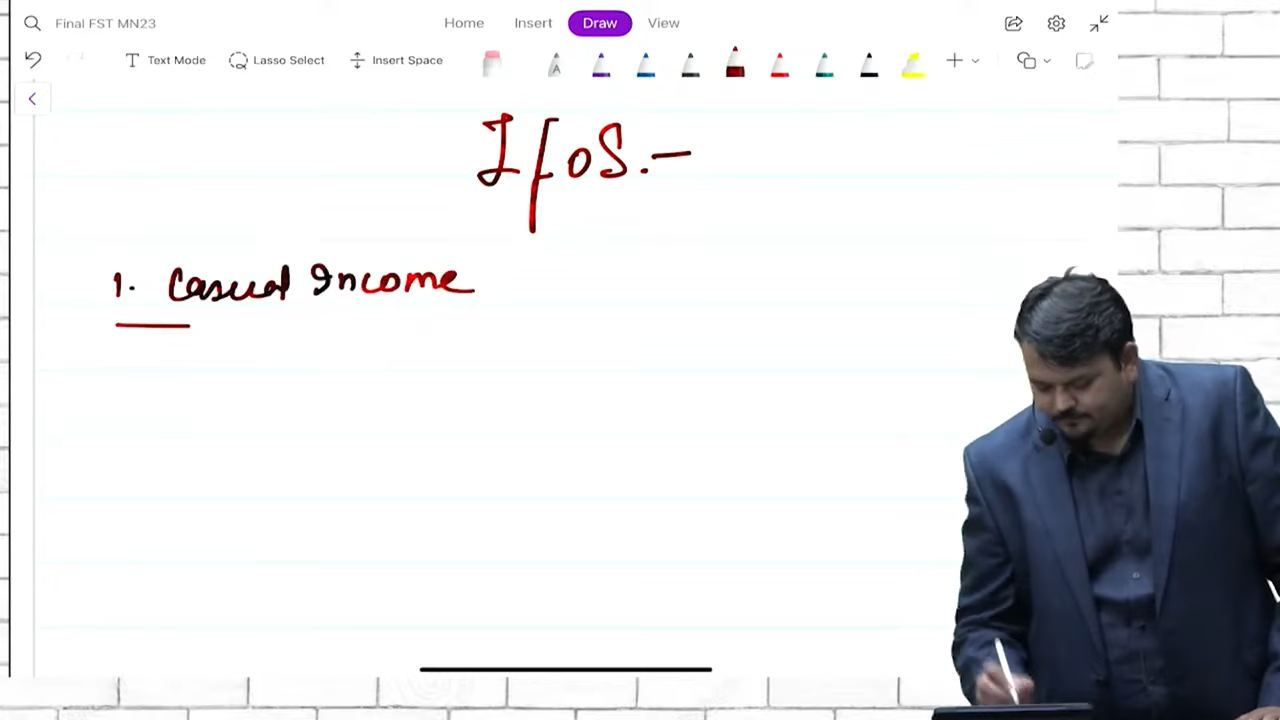 Final FST MN23
Home Insert Draw View
Text Mode Lasso Select Insert Space
IfoS.-
1. Casual Income